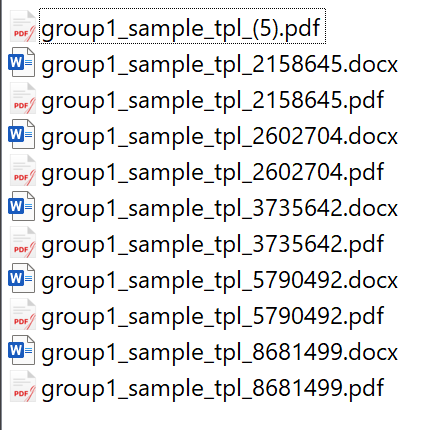 group1_sample_tpl_(5).pdf
group1_sample_tpl_2158645.docx
group1_sample_tpl_2158645.pdf
group1_sample_tpl_2602704.docx
group1_sample_tpl_2602704.pdf
group1_sample_tpl_3735642.docx
group1_sample_tpl_3735642.pdf
group1_sample_tpl_5790492.docx
group1_sample_tpl_5790492.pdf
group1_sample_tpl_8681499.docx
group1_sample_tpl_8681499.pdf